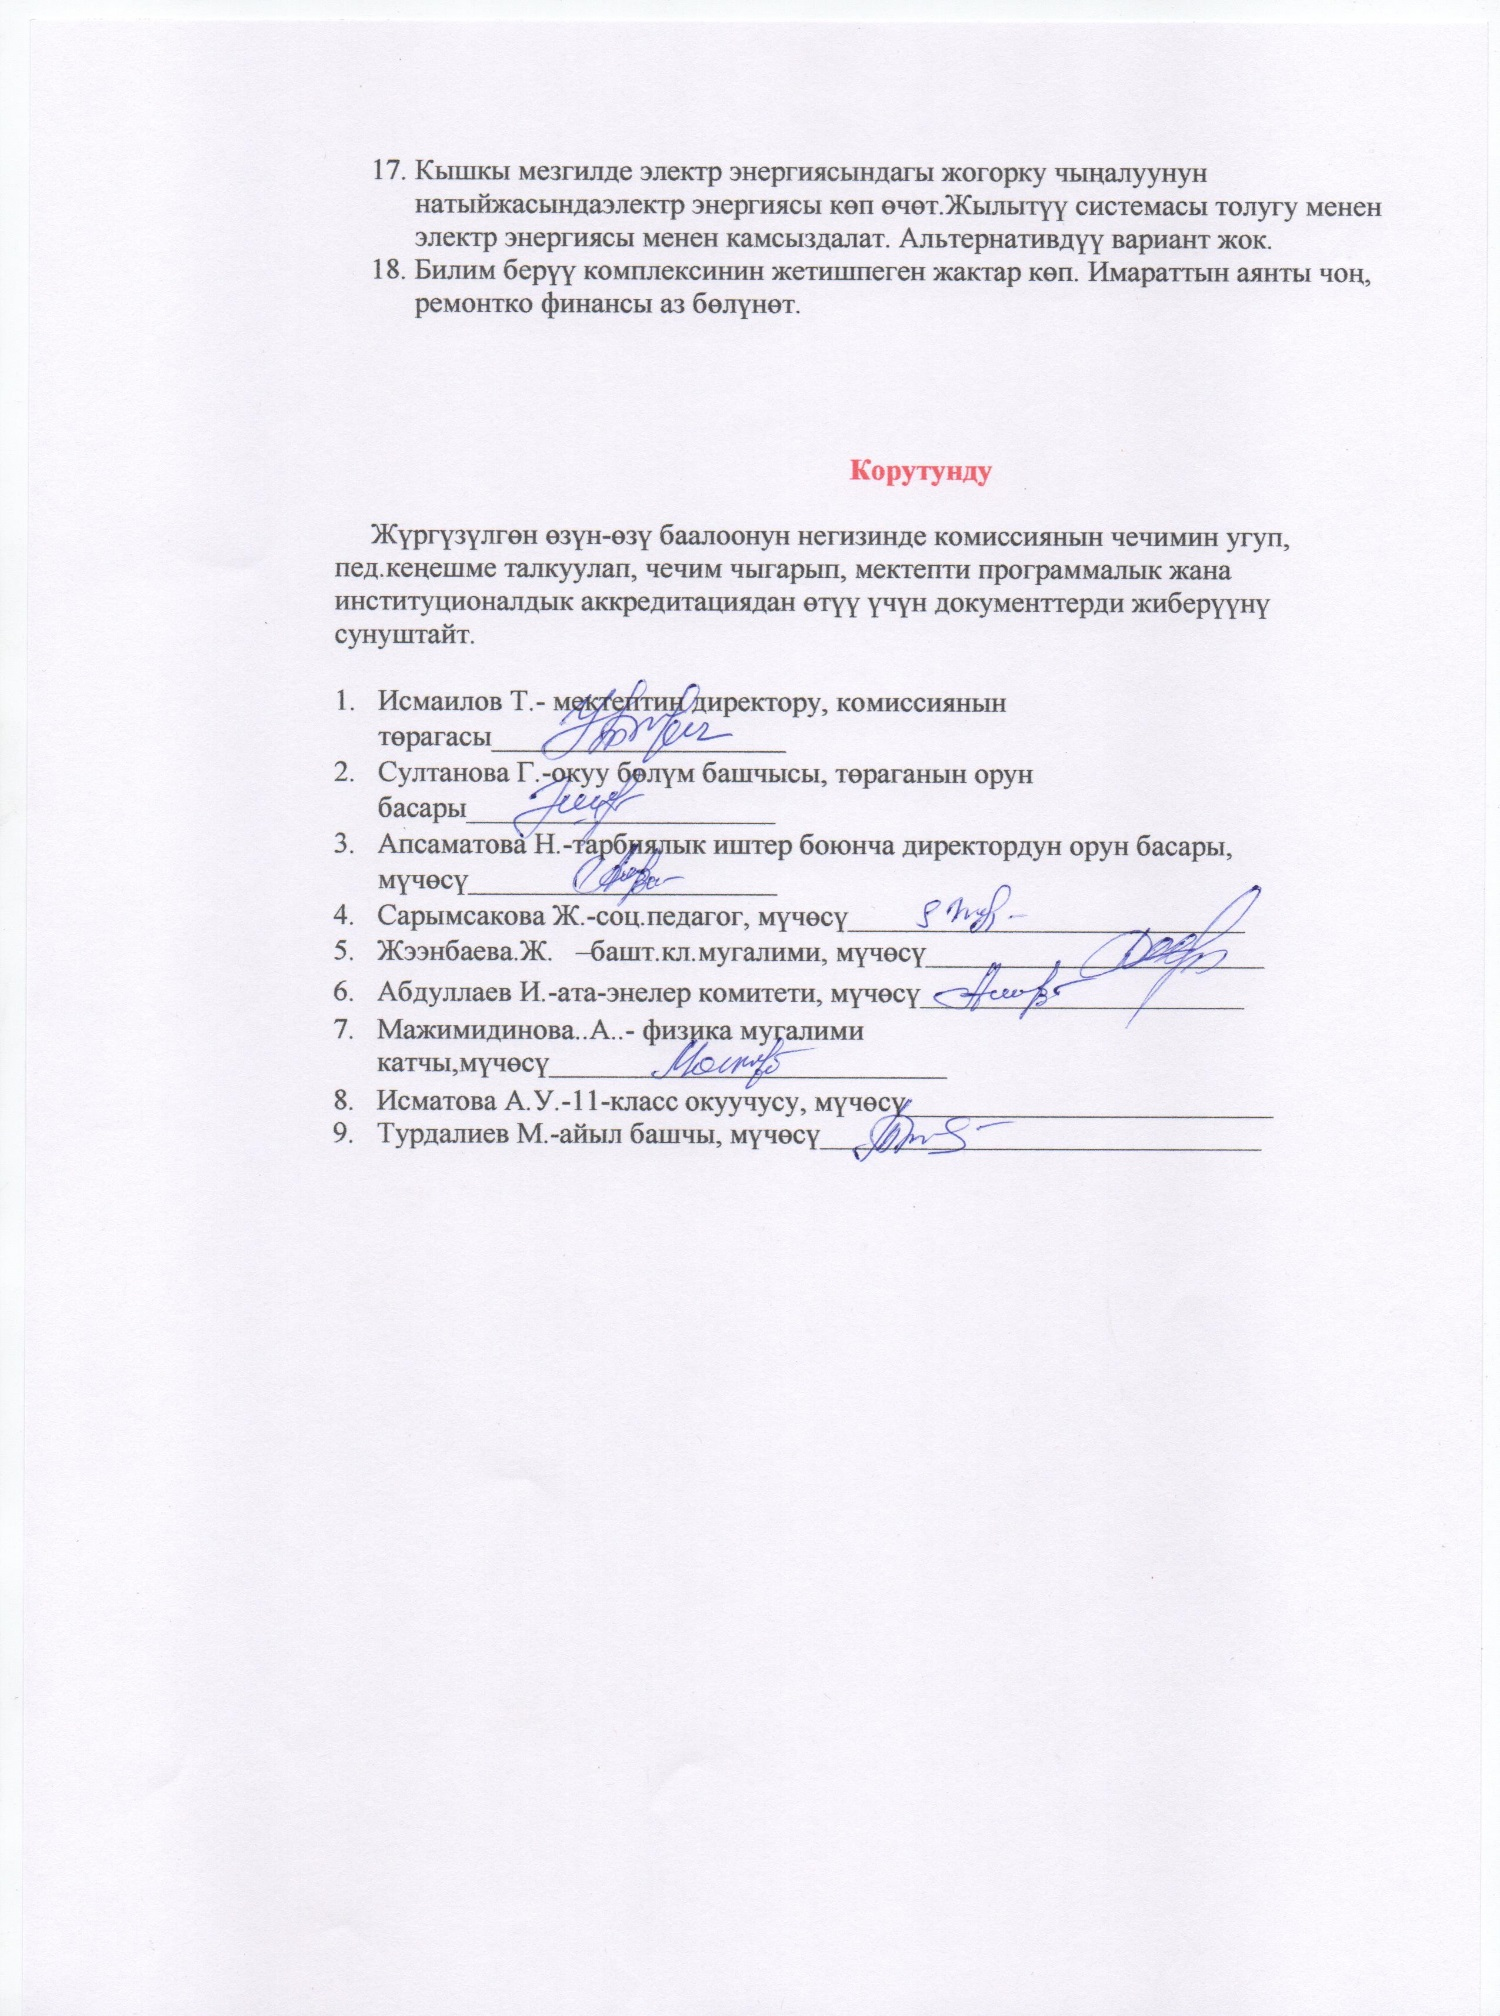 17. Кышкы мезгилде электр энергиясындагы жогорку чыңалуунун
натыйжасындаэлектр энергиясы көп өчөт.Жылытүү системасы толугу менен
электр энергиясы менен камсыздалат. Альтернативдүү вариант жок.
18. Билим берүү комплексинин жетишпеген жактар көп. Имараттын аянты чоң,
ремонтко финансы аз бөлүнөт.
Корутунду
Жүргүзүлгөн өзүн-өзү баалоонун негизинде комиссиянын чечимин угуп,
пед.кеңешме талкуулап, чечим чыгарып, мектепти программалык жана
институционалдык аккредитациядан өтүү үчүн документтерди жиберүүнү
сунуштайт.
1. Исмаилов Т.- мектептин директору, комиссиянын
төрагасы
2. Султанова Г.-окуу бөлүм башчысы, төраганын орун
басары
3. Апсаматова Н.-тарбиялык иштер боюнча директордун орун басары,
мүчөсү
4. Сарымсакова Ж.-соц.педагог, мүчөсү
5. Жээнбаева.Ж. –башт.кл.мугалими, мүчөсү
6. Абдуллаев И.-ата-энелер комитети, мүчөсү
7. Мажимидинова..А..- физика мугалими
катчы,мүчөсү
8. Исматова А.У.-11-класс окуучусу, мүчөсү
9. Турдалиев М.-айыл башчы, мүчөсү